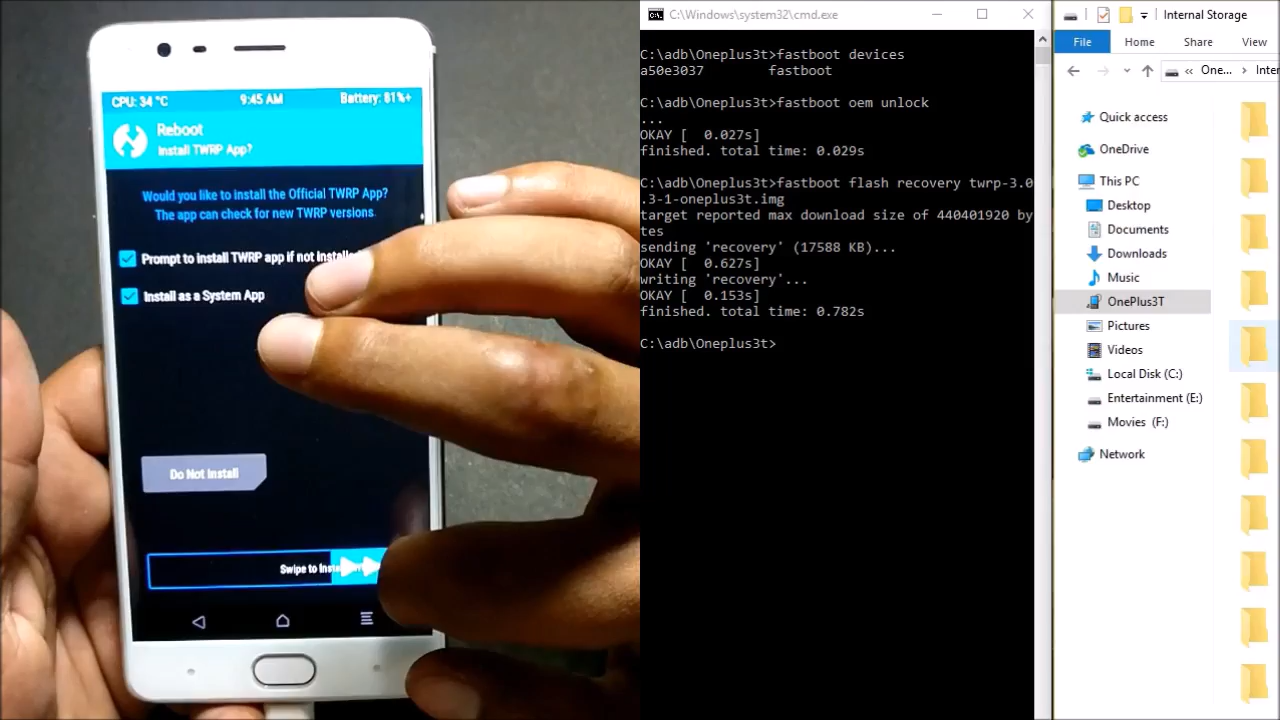 CPU: 34 °C
9:45 AM
Battery: 81%+
Reboot
Install TWRP App?
Would you like to install the Official TWRP App?
The app can check for new TWRP versions
Prompt to install TWRP app if not installed
Install as a System App
Do Not Install
Swipe to
C:\Windows\system32\cmd.exe
C:\adb\Oneplus3t>fastboot devices
a50e3037 fastboot
C:\adb\Oneplus3t>fastboot oem unlock
...
OKAY [ 0.027s]
finished. total time: 0.029s
C:\adb\Oneplus3t>fastboot flash recovery twrp-3.0
.3-1-oneplus3t.img
target reported max download size of 440401920 by
tes
sending 'recovery' (17588 KB)...
OKAY [ 0.627s]
writing 'recovery'...
OKAY [ 0.153s]
finished. total time: 0.782s
C:\adb\Oneplus3t>
Internal Storage
File Home Share View
« One... › Inter
Quick access
OneDrive
This PC
Desktop
Documents
Downloads
Music
OnePlus3T
Pictures
Videos
Local Disk (C:)
Entertainment (E:)
Movies (F:)
Network